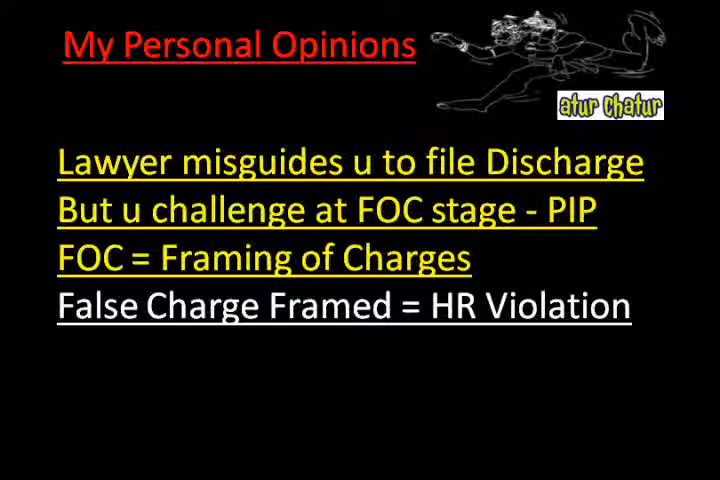 My Personal Opinions
atur chatur
Lawyer misguides u to file Discharge
But u challenge at FOC stage - PIP
FOC = Framing of Charges
False Charge Framed = HR Violation